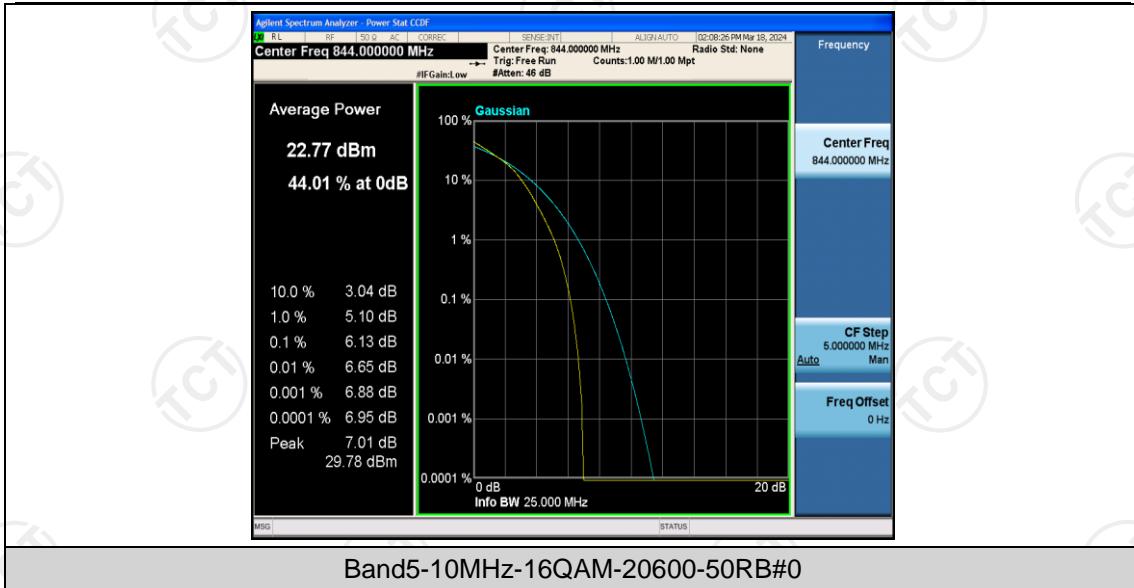 Agilent Spectrum Analyzer - Power Stat CCDF
LXI RL RF 50 Ω AC CORREC SENSE:INT ALIGNAUTO 02:08:26 PM Mar 18, 2024
Center Freq 844.000000 MHz
Center Freq: 844.000000 MHz Radio Std: None
Trig: Free Run Counts:1.00 M/1.00 Mpt
#IFGain:Low #Atten: 46 dB
Frequency
Average Power
22.77 dBm
44.01 % at 0dB
10.0 % 3.04 dB
1.0 % 5.10 dB
0.1 % 6.13 dB
0.01 % 6.65 dB
0.001 % 6.88 dB
0.0001 % 6.95 dB
Peak 7.01 dB
29.78 dBm
Gaussian
100 %
10 %
1 %
0.1 %
0.01 %
0.001 %
0.0001 %
0 dB 20 dB
Info BW 25.000 MHz
Center Freq
844.000000 MHz
CF Step
5.000000 MHz
Auto Man
Freq Offset
0 Hz
MSG STATUS
Band5-10MHz-16QAM-20600-50RB#0
TCT
TCT
TCT
TCT